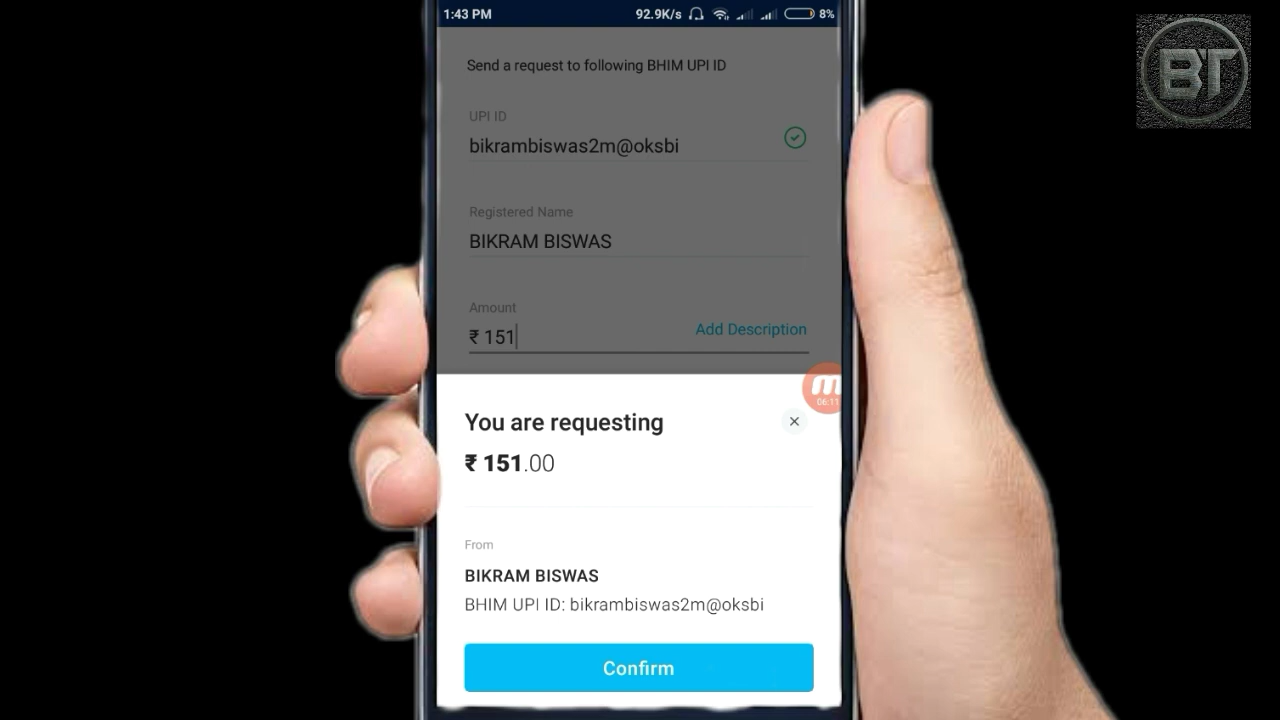 1:43 PM 92.9K/s 8%
BT
Send a request to following BHIM UPI ID
UPI ID
bikrambiswas2m@oksbi
Registered Name
BIKRAM BISWAS
Amount
₹ 151 Add Description
06:11
You are requesting
₹ 151.00
From
BIKRAM BISWAS
BHIM UPI ID: bikrambiswas2m@oksbi
Confirm